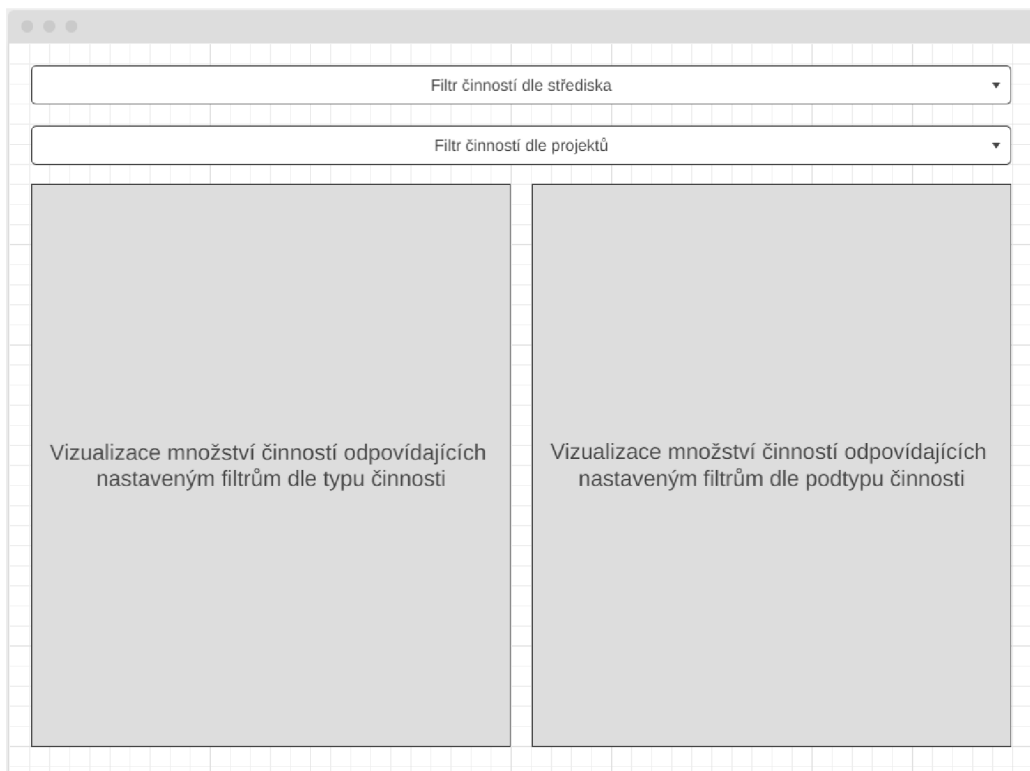 Filtr činností dle střediska
Filtr činností dle projektů
Vizualizace množství činností odpovídajících
nastaveným filtrům dle typu činnosti
Vizualizace množství činností odpovídajících
nastaveným filtrům dle podtypu činnosti